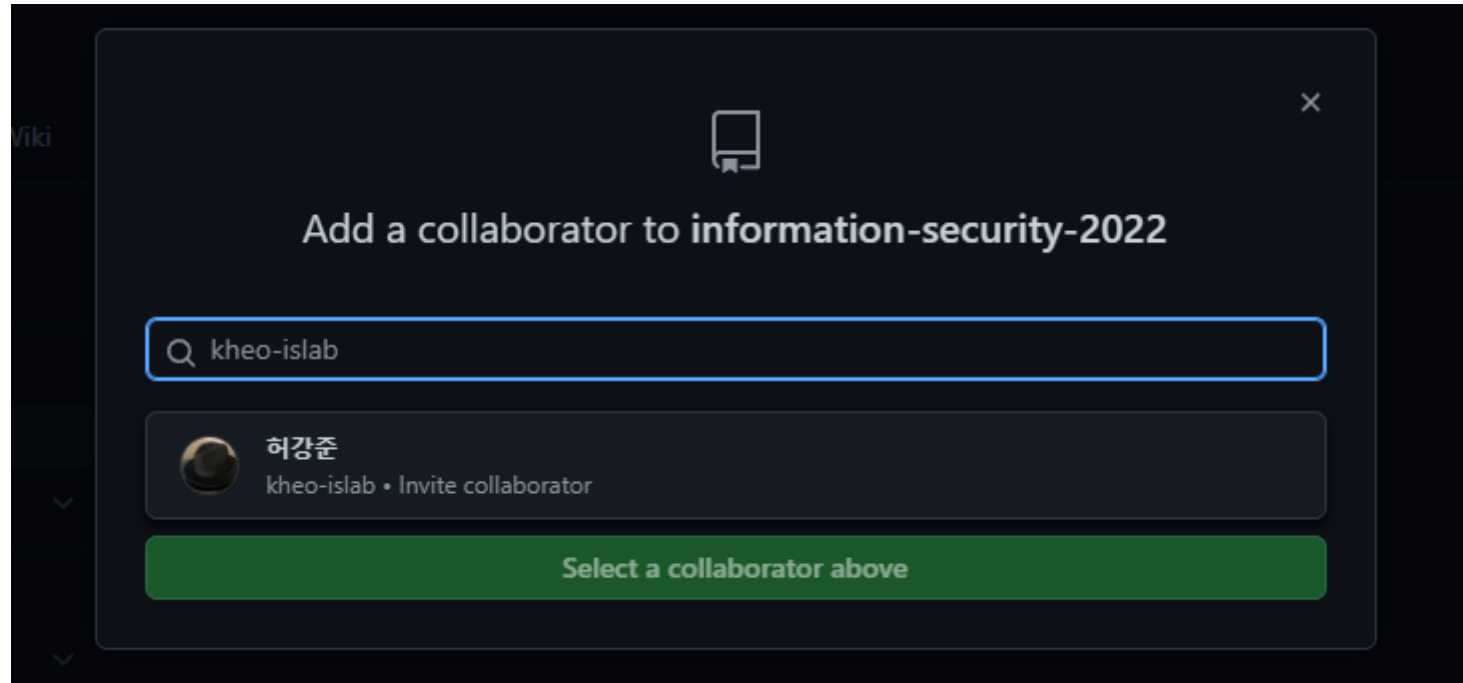 Wiki
Add a collaborator to information-security-2022
kheo-islab
허강준
kheo-islab • Invite collaborator
Select a collaborator above